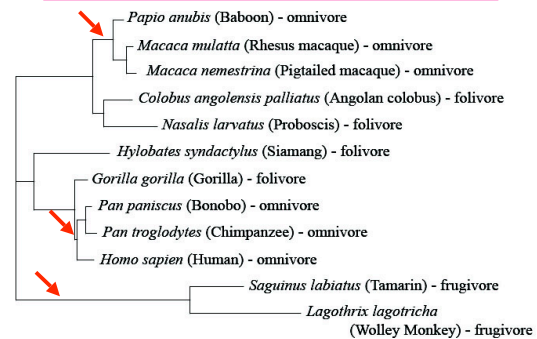 Papio anubis (Baboon) - omnivore
Macaca mulatta (Rhesus macaque) - omnivore
Macaca nemestrina (Pigtailed macaque) - omnivore
Colobus angolensis palliatus (Angolan colobus) - folivore
Nasalis larvatus (Proboscis) - folivore
Hylobates syndactylus (Siamang) - folivore
Gorilla gorilla (Gorilla) - folivore
Pan paniscus (Bonobo) - omnivore
Pan troglodytes (Chimpanzee) - omnivore
Homo sapien (Human) - omnivore
Saguinus labiatus (Tamarin) - frugivore
Lagothrix lagotricha
(Wolley Monkey) - frugivore